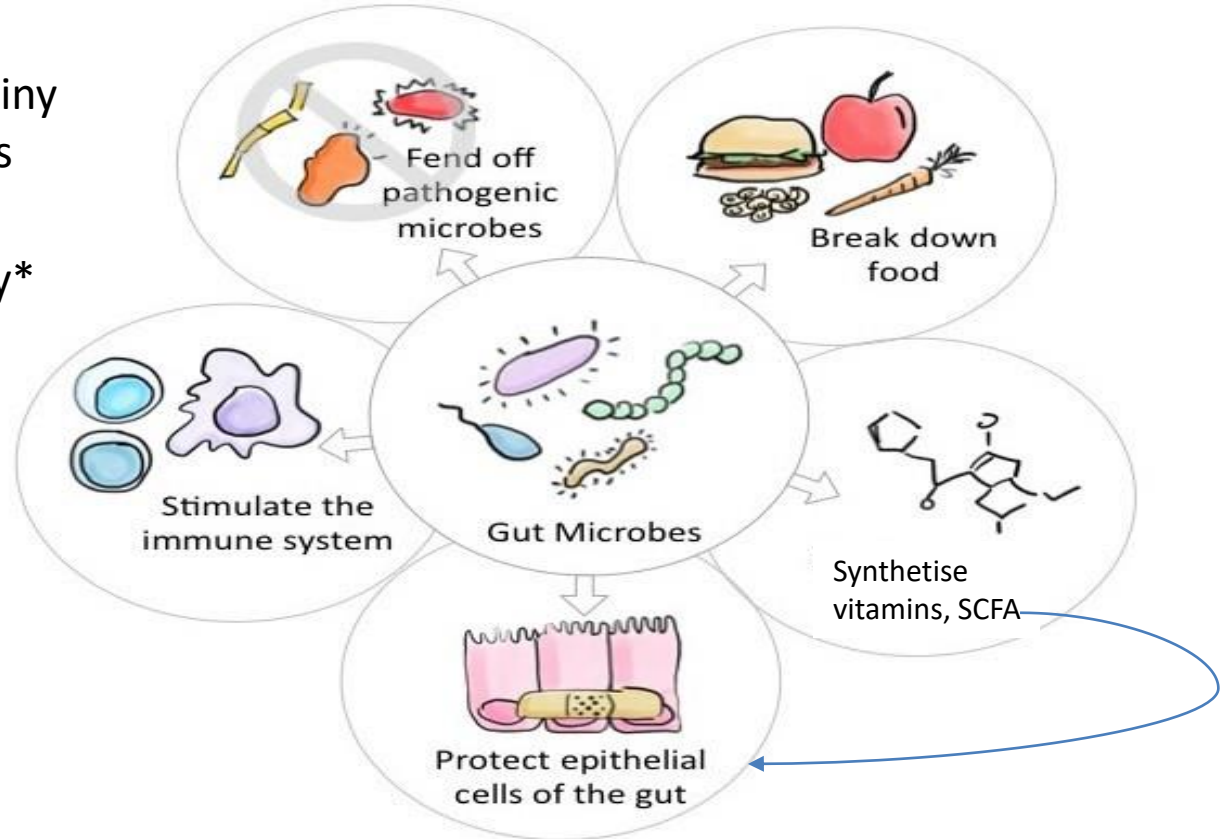 iny
s
y*
Fend off
pathogenic
microbes
Break down
food
Stimulate the
immune system
Gut Microbes
Synthetise
vitamins, SCFA
Protect epithelial
cells of the gut